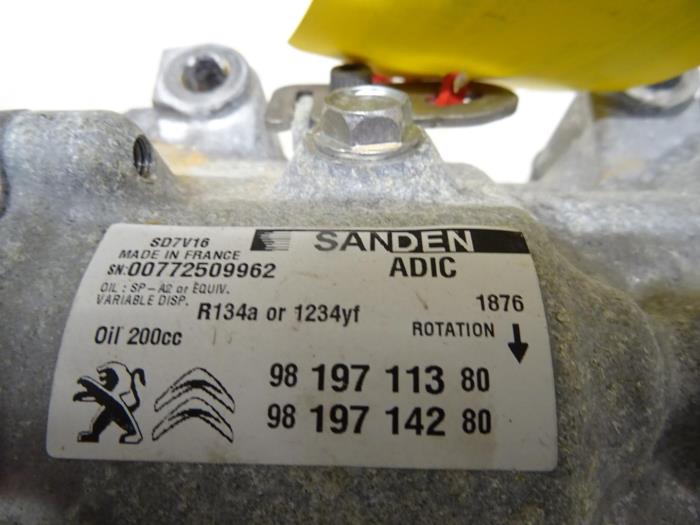 SD7V16
SANDEN
MADE IN FRANCE
ADIC
SN:00772509962
OIL : SP-A2 or EQUIV.
VARIABLE DISP.
R134a or 1234yf
1876
Oil 200cc
ROTATION
98 197 113 80
98 197 142 80